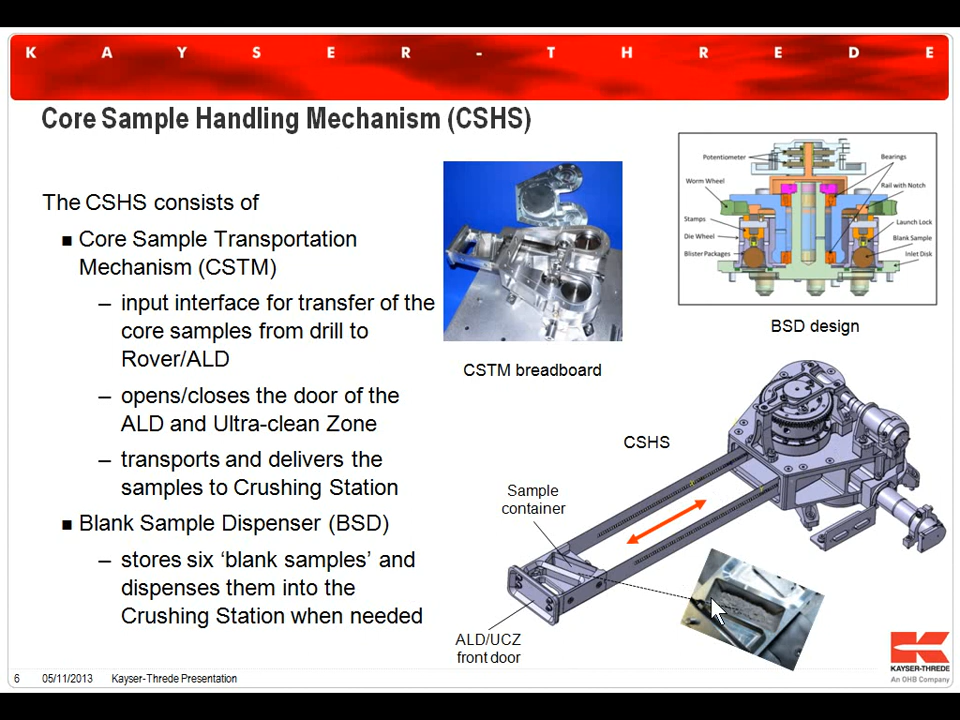 K A Y S E R - T H R E D E
Core Sample Handling Mechanism (CSHS)
The CSHS consists of
■ Core Sample Transportation
Mechanism (CSTM)
– input interface for transfer of the
core samples from drill to
Rover/ALD
– opens/closes the door of the
ALD and Ultra-clean Zone
– transports and delivers the
samples to Crushing Station
■ Blank Sample Dispenser (BSD)
– stores six ‘blank samples’ and
dispenses them into the
Crushing Station when needed
CSTM breadboard
Potentiometer
Worm Wheel
Stamps
Die Wheel
Blister Packages
Bearings
Rail with Notch
Launch Lock
Blank Sample
Inlet Disk
BSD design
CSHS
Sample
container
ALD/UCZ
front door
KAYSER-THREDE
An OHB Company
6 05/11/2013 Kayser-Threde Presentation